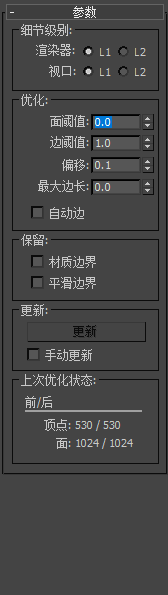 - 参数
细节级别:
渲染器: L1 L2
视口: L1 L2
优化:
面阈值: 0.0
边阈值: 1.0
偏移: 0.1
最大边长: 0.0
自动边
保留:
材质边界
平滑边界
更新:
更新
手动更新
上次优化状态:
前/后
顶点: 530 / 530
面: 1024 / 1024